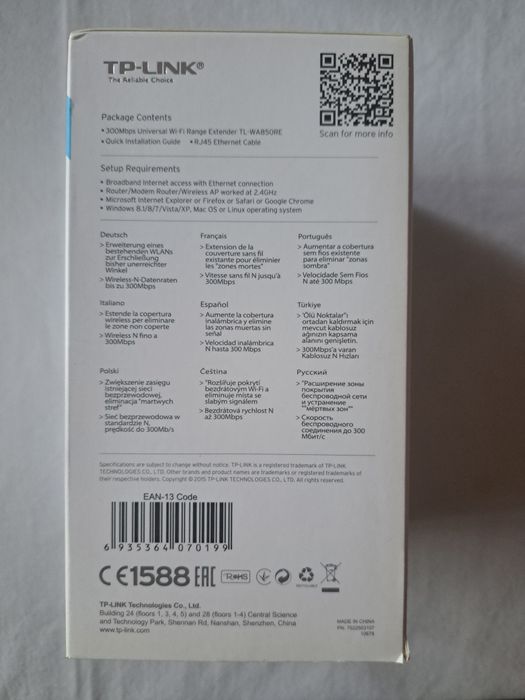 TP-LINK®
The Reliable Choice
Scan for more info
Package Contents
• 300Mbps Universal Wi-Fi Range Extender TL-WA850RE
• Quick Installation Guide • RJ45 Ethernet Cable
Setup Requirements
• Broadband Internet access with Ethernet connection
• Router/Modem Router/Wireless AP worked at 2.4GHz
• Microsoft Internet Explorer or Firefox or Safari or Google Chrome
• Windows 8.1/8/7/Vista/XP, Mac OS or Linux operating system
Deutsch
> Erweiterung eines
bestehenden WLANs
zur Erschließung
bisher unerreichter
Winkel
> Wireless-N-Datenraten
bis zu 300Mbps
Français
> Extension de la
couverture sans fil
existante pour éliminier
les "zones mortes"
> Vitesse sans fil N jusqu'à
300Mbps
Português
> Aumentar a cobertura
sem fios existente
para eliminar "zonas
sombra"
> Velocidade Sem Fios
N até 300 Mbps
Italiano
> Estende la copertura
wireless per eliminare
le zone non coperte
> Wireless N fino a
300Mbps
Español
> Aumente la cobertura
inalámbrica y elimine
las zonas muertas sin
señal
> Velocidad inalámbrica
N hasta 300 Mbps
Türkiye
> 'Ölü Noktalar'ı
ortadan kaldırmak için
mevcut kablosuz
ağınızın kapsama
alanını genişletin.
> 300Mbps'a varan
Kablosuz N Hızları
Polski
> Zwiększenie zasięgu
istniejącej sieci
bezprzewodowej,
eliminacja "martwych
stref"
> Sieć bezprzewodowa w
standardzie N,
prędkość do 300Mb/s
Čeština
> "Rozšiřuje pokrytí
bezdrátovým Wi-Fi a
eliminuje místa se
slabým signálem
> Bezdrátová rychlost N
až 300Mbps
Русский
> "Расширение зоны
покрытия
беспроводной сети
и устранение
"мёртвых зон"
> Скорость
беспроводного
соединения до 300
Мбит/с
Specifications are subject to change without notice. TP-LINK is a registered trademark of TP-LINK
TECHNOLOGIES CO., LTD. Other brands and product names are trademarks or registered trademarks of
their respective holders. Copyright © 2015 TP-LINK TECHNOLOGIES CO., LTD. All rights reserved.
EAN-13 Code
6 935364 070199
CE1588 EAC RoHS
TP-LINK Technologies Co., Ltd.
Building 24 (floors 1, 3, 4, 5) and 28 (floors 1-4) Central Science
and Technology Park, Shennan Rd, Nanshan, Shenzhen, China
www.tp-link.com
MADE IN CHINA